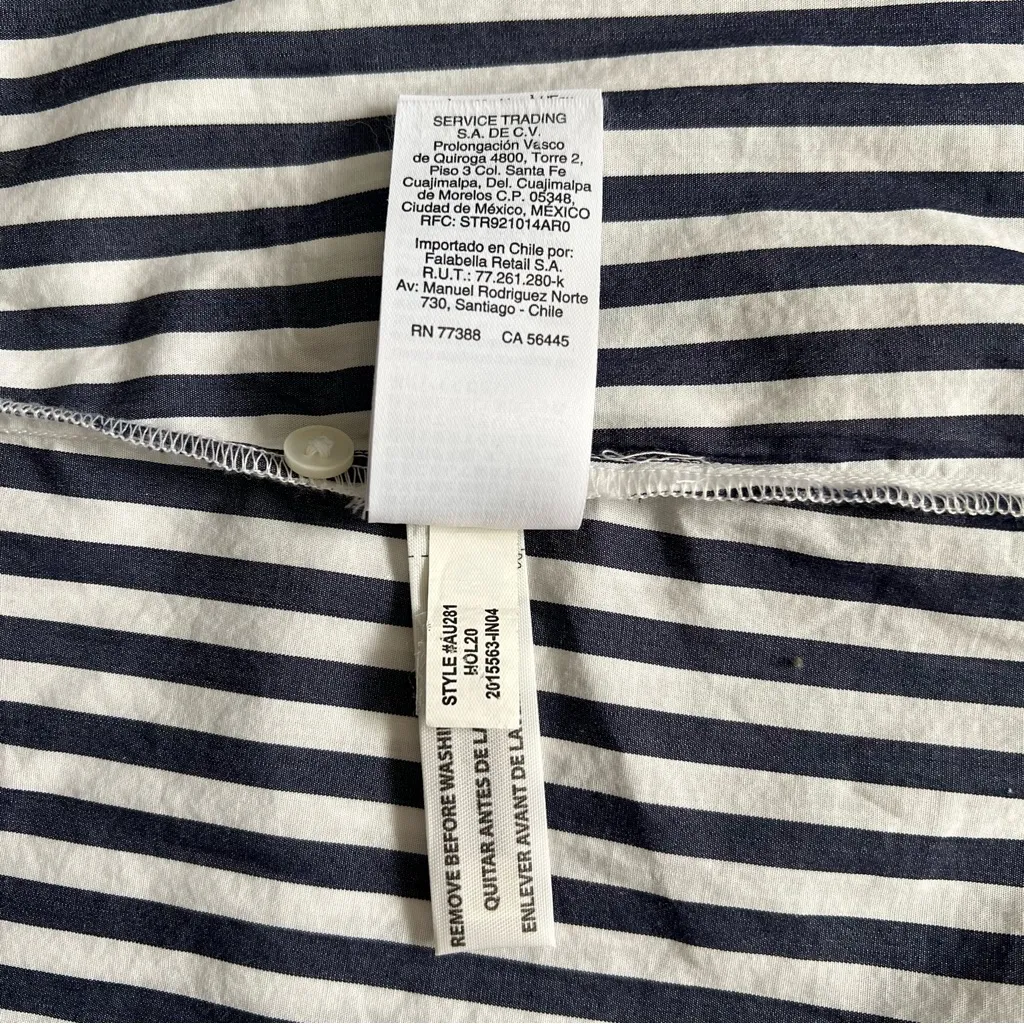 SERVICE TRADING
S.A. DE C.V.
Prolongación Vasco
de Quiroga 4800, Torre 2,
Piso 3 Col. Santa Fe
Cuajimalpa, Del. Cuajimalpa
de Morelos C.P. 05348,
Ciudad de México, MÉXICO
RFC: STR921014AR0
Importado en Chile por:
Falabella Retail S.A.
R.U.T.: 77.261.280-k
Av: Manuel Rodriguez Norte
730, Santiago - Chile
RN 77388 CA 56445
STYLE #AU281
HOL20
2015563-IN04
REMOVE BEFORE
QUITAR ANTES DE
ENLEVER AVANT DE LA